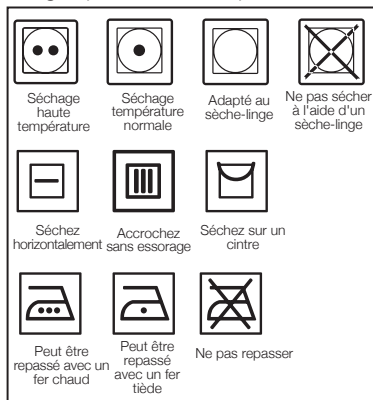 Séchage
haute
température
Séchage
température
normale
Adapté au
sèche-linge
Ne pas sécher
à l'aide d'un
sèche-linge
Séchez
horizontalement
Accrochez
sans essorage
Séchez sur un
cintre
Peut être
repassé avec un
fer chaud
Peut être
repassé
avec un fer
tiède
Ne pas repasser